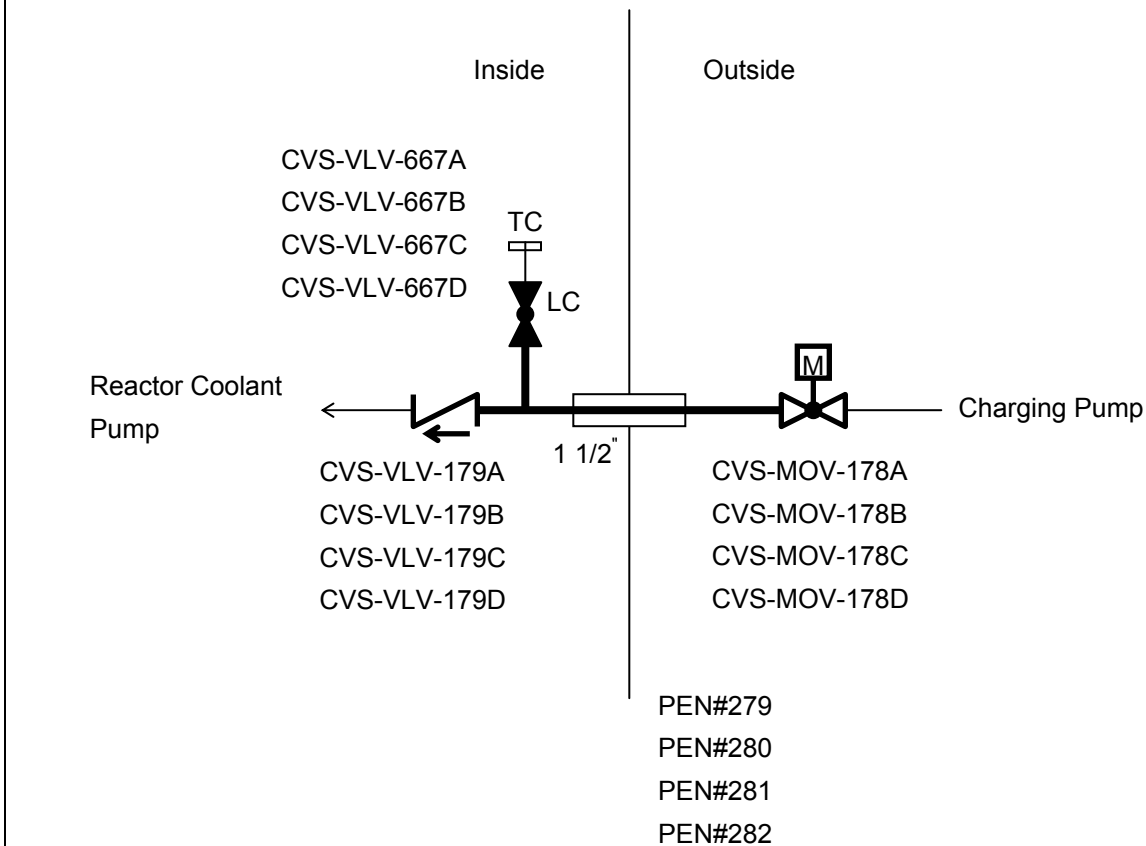 Inside
Outside
CVS-VLV-667A
CVS-VLV-667B
CVS-VLV-667C
CVS-VLV-667D
TC
LC
M
Reactor Coolant
Pump
Charging Pump
1 1/2"
CVS-VLV-179A
CVS-VLV-179B
CVS-VLV-179C
CVS-VLV-179D
CVS-MOV-178A
CVS-MOV-178B
CVS-MOV-178C
CVS-MOV-178D
PEN#279
PEN#280
PEN#281
PEN#282